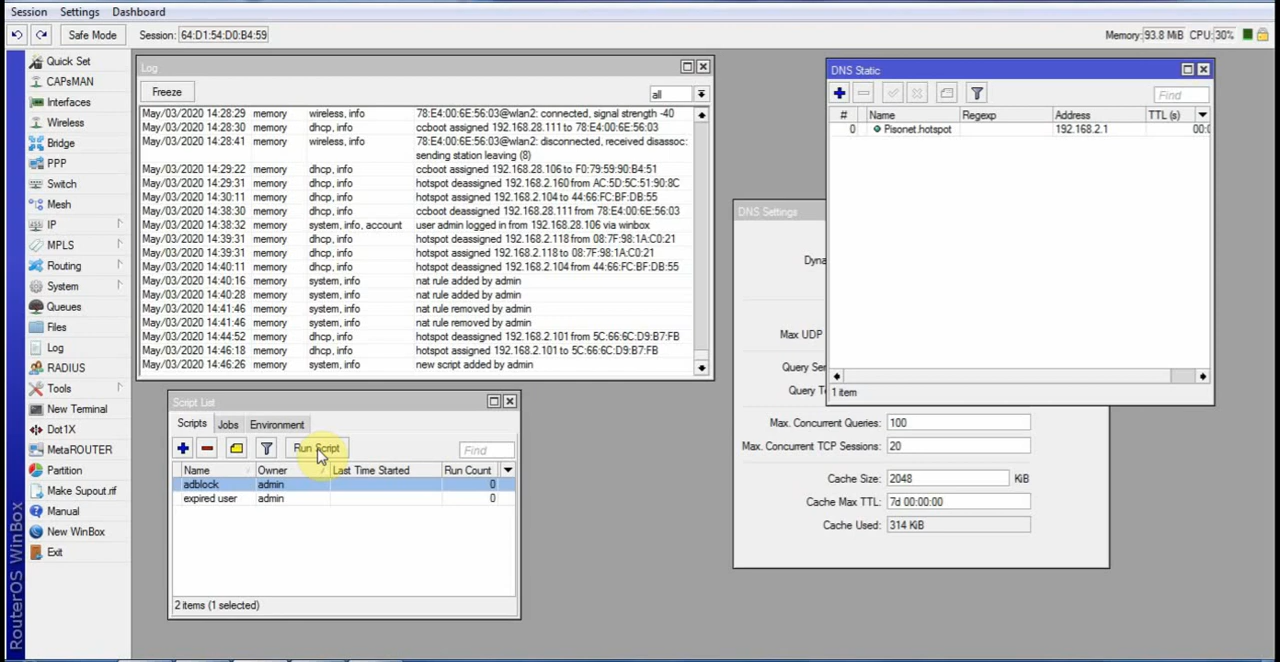 Session Settings Dashboard
Safe Mode Session: 64:D1:54:D0:B4:59 Memory: 93.8 MiB CPU: 30%
Quick Set
CAPsMAN
Interfaces
Wireless
Bridge
PPP
Switch
Mesh
IP
MPLS
Routing
System
Queues
Files
Log
RADIUS
Tools
New Terminal
Dot1X
MetaROUTER
Partition
Make Supout.rif
Manual
New WinBox
Exit
RouterOS WinBox
Log
Freeze all
May/03/2020 14:28:29 memory wireless, info 78:E4:00:6E:56:03@wlan2: connected, signal strength -40
May/03/2020 14:28:30 memory dhcp, info ccboot assigned 192.168.28.111 to 78:E4:00:6E:56:03
May/03/2020 14:28:41 memory wireless, info 78:E4:00:6E:56:03@wlan2: disconnected, received disassoc:
sending station leaving (8)
May/03/2020 14:29:22 memory dhcp, info ccboot assigned 192.168.28.106 to F0:79:59:90:B4:51
May/03/2020 14:29:31 memory dhcp, info hotspot deassigned 192.168.2.160 from AC:5D:5C:51:90:8C
May/03/2020 14:30:11 memory dhcp, info hotspot assigned 192.168.2.104 to 44:66:FC:BF:DB:55
May/03/2020 14:38:30 memory dhcp, info ccboot deassigned 192.168.28.111 from 78:E4:00:6E:56:03
May/03/2020 14:38:32 memory system, info, account user admin logged in from 192.168.28.106 via winbox
May/03/2020 14:39:31 memory dhcp, info hotspot deassigned 192.168.2.118 from 08:7F:98:1A:C0:21
May/03/2020 14:39:31 memory dhcp, info hotspot assigned 192.168.2.118 to 08:7F:98:1A:C0:21
May/03/2020 14:40:11 memory dhcp, info hotspot deassigned 192.168.2.104 from 44:66:FC:BF:DB:55
May/03/2020 14:40:16 memory system, info nat rule added by admin
May/03/2020 14:40:28 memory system, info nat rule added by admin
May/03/2020 14:41:46 memory system, info nat rule removed by admin
May/03/2020 14:41:46 memory system, info nat rule removed by admin
May/03/2020 14:44:52 memory dhcp, info hotspot deassigned 192.168.2.101 from 5C:66:6C:D9:B7:FB
May/03/2020 14:46:18 memory dhcp, info hotspot assigned 192.168.2.101 to 5C:66:6C:D9:B7:FB
May/03/2020 14:46:26 memory system, info new script added by admin
Script List
Scripts Jobs Environment
Run Script Find
Name Owner Last Time Started Run Count
adblock admin 0
expired user admin 0
2 items (1 selected)
DNS Static
Find
# Name Regexp Address TTL (s)
0 Pisonet.hotspot 192.168.2.1 00:0
1 item
DNS Settings
Dyna
Max UDP
Query Ser
Query T
Max. Concurrent Queries: 100
Max. Concurrent TCP Sessions: 20
Cache Size: 2048 KiB
Cache Max TTL: 7d 00:00:00
Cache Used: 314 KiB